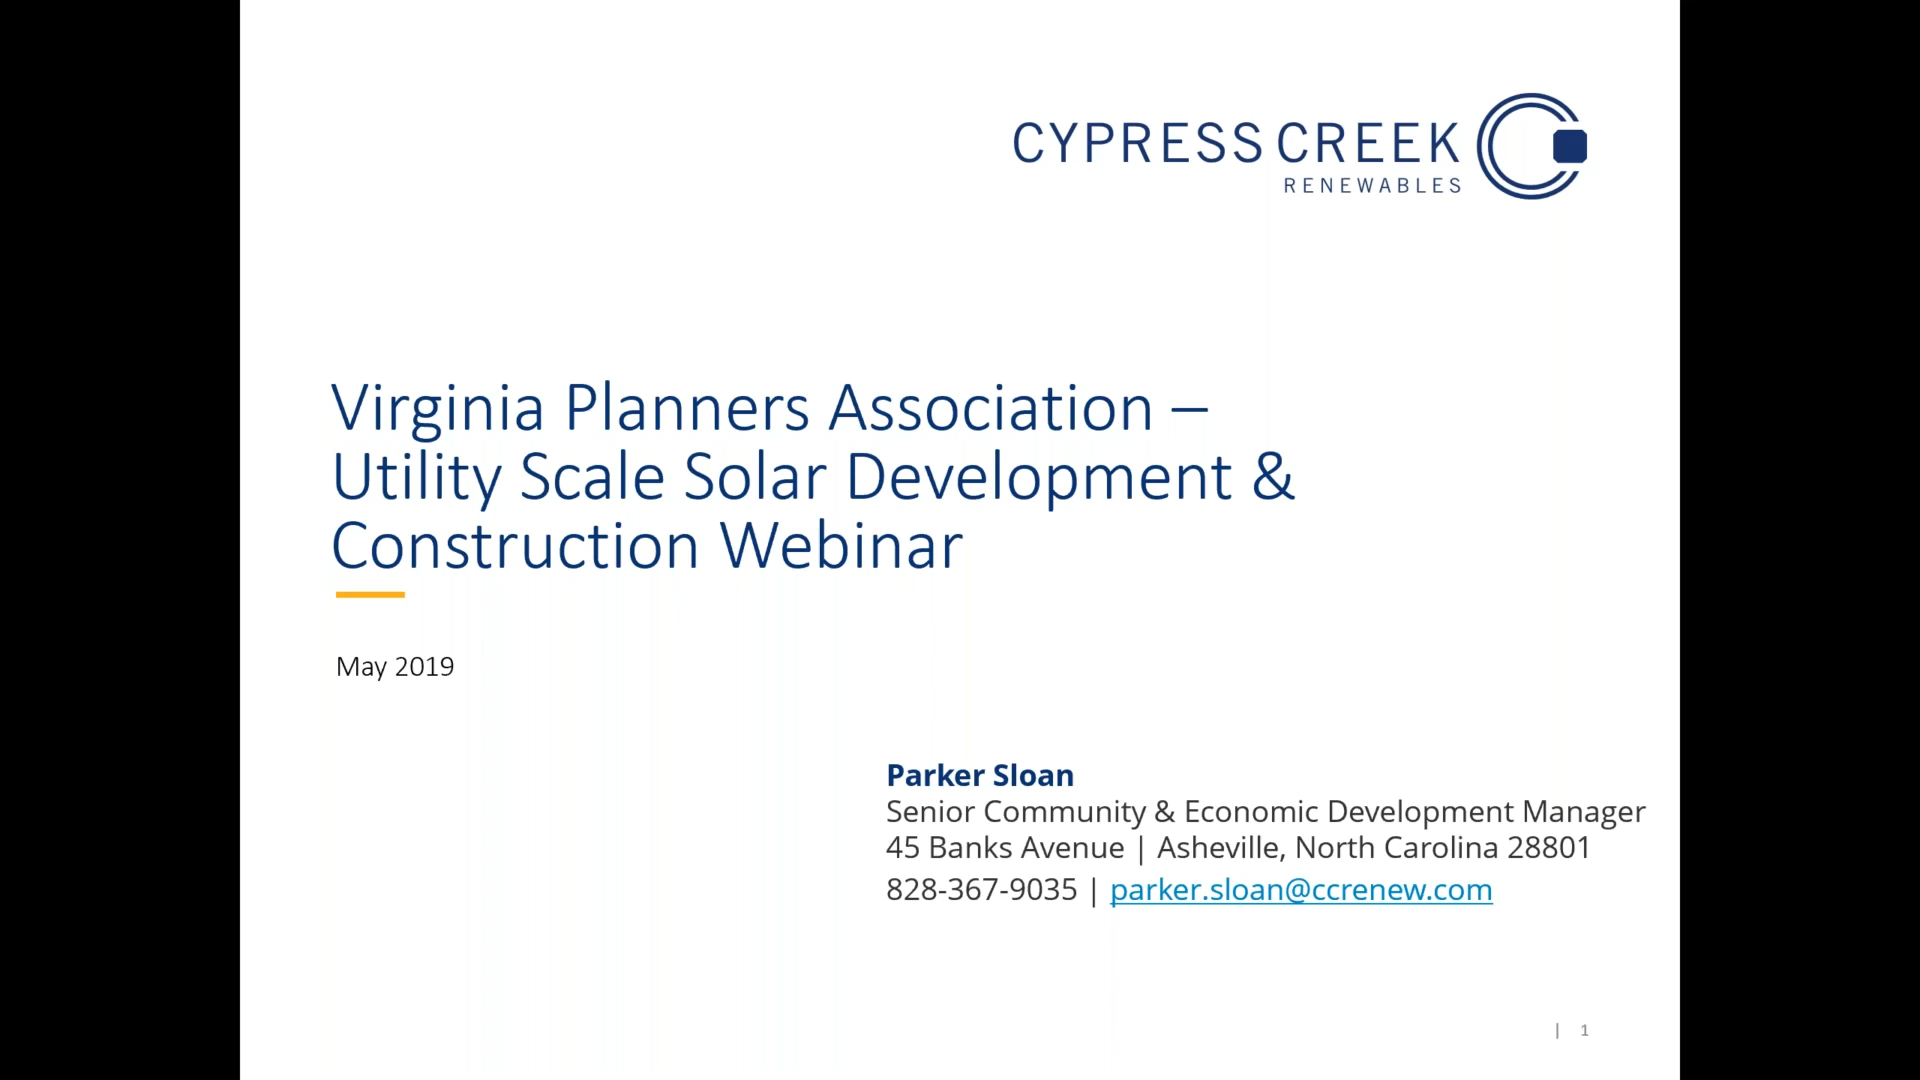 CYPRESS CREEK
RENEWABLES
Virginia Planners Association –
Utility Scale Solar Development &
Construction Webinar
May 2019
Parker Sloan
Senior Community & Economic Development Manager
45 Banks Avenue | Asheville, North Carolina 28801
828-367-9035 | parker.sloan@ccrenew.com
| 1